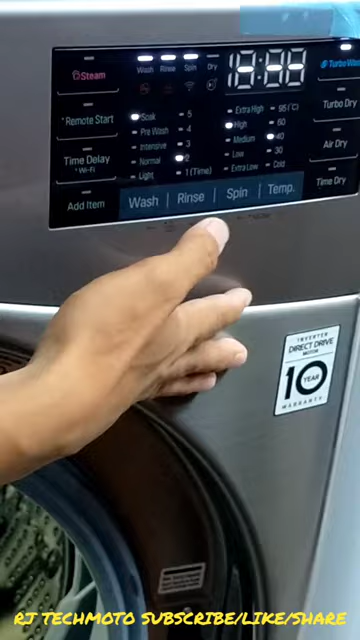 Steam
Wash Rinse Spin Dry
18:88
TurboWash
* Remote Start
Soak
Pre Wash
Intensive
Normal
Light
5
4
3
2
1 (Time)
Extra High
High
Medium
Low
Extra Low
95 (°C)
60
40
30
Cold
Turbo Dry
Air Dry
Time Dry
Time Delay
* Wi-Fi
Add Item
Wash | Rinse | Spin | Temp.
INVERTER
DIRECT DRIVE
MOTOR
10
YEAR
WARRANTY
RJ TECHMOTO SUBSCRIBE/LIKE/SHARE